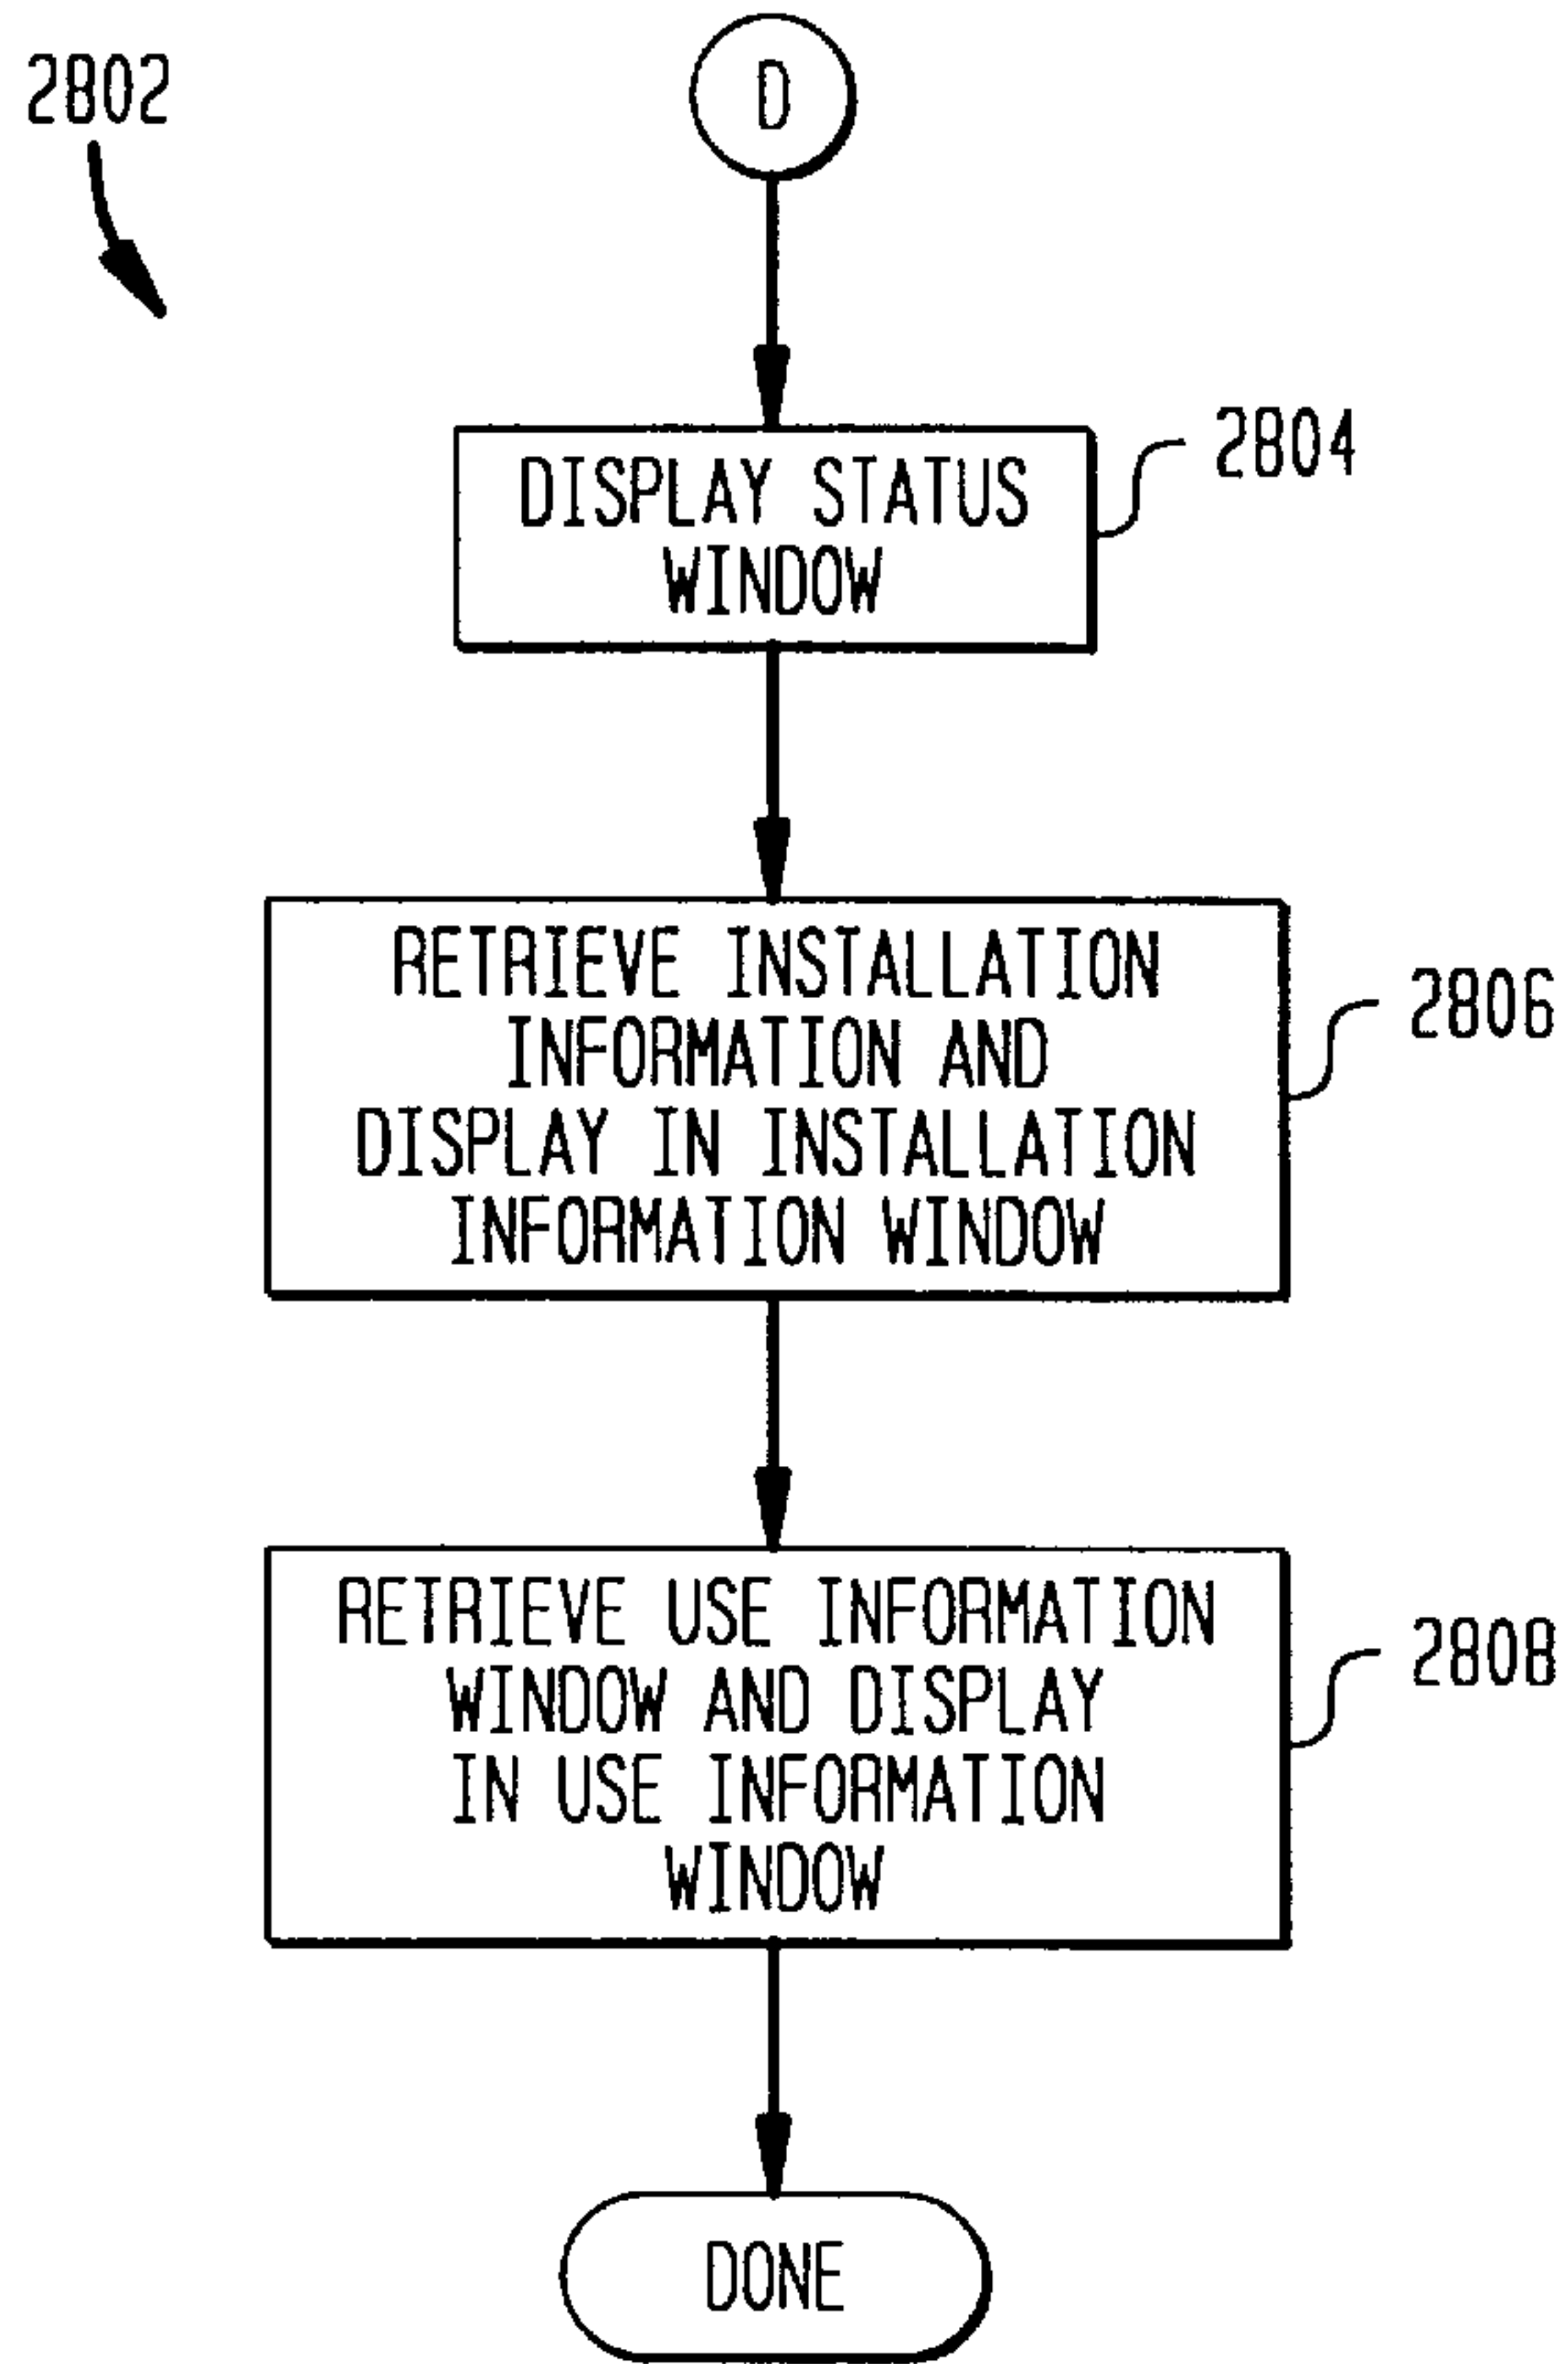 2802
D
DISPLAY STATUS
WINDOW
2804
RETRIEVE INSTALLATION
INFORMATION AND
DISPLAY IN INSTALLATION
INFORMATION WINDOW
2806
RETRIEVE USE INFORMATION
WINDOW AND DISPLAY
IN USE INFORMATION
WINDOW
2808
DONE